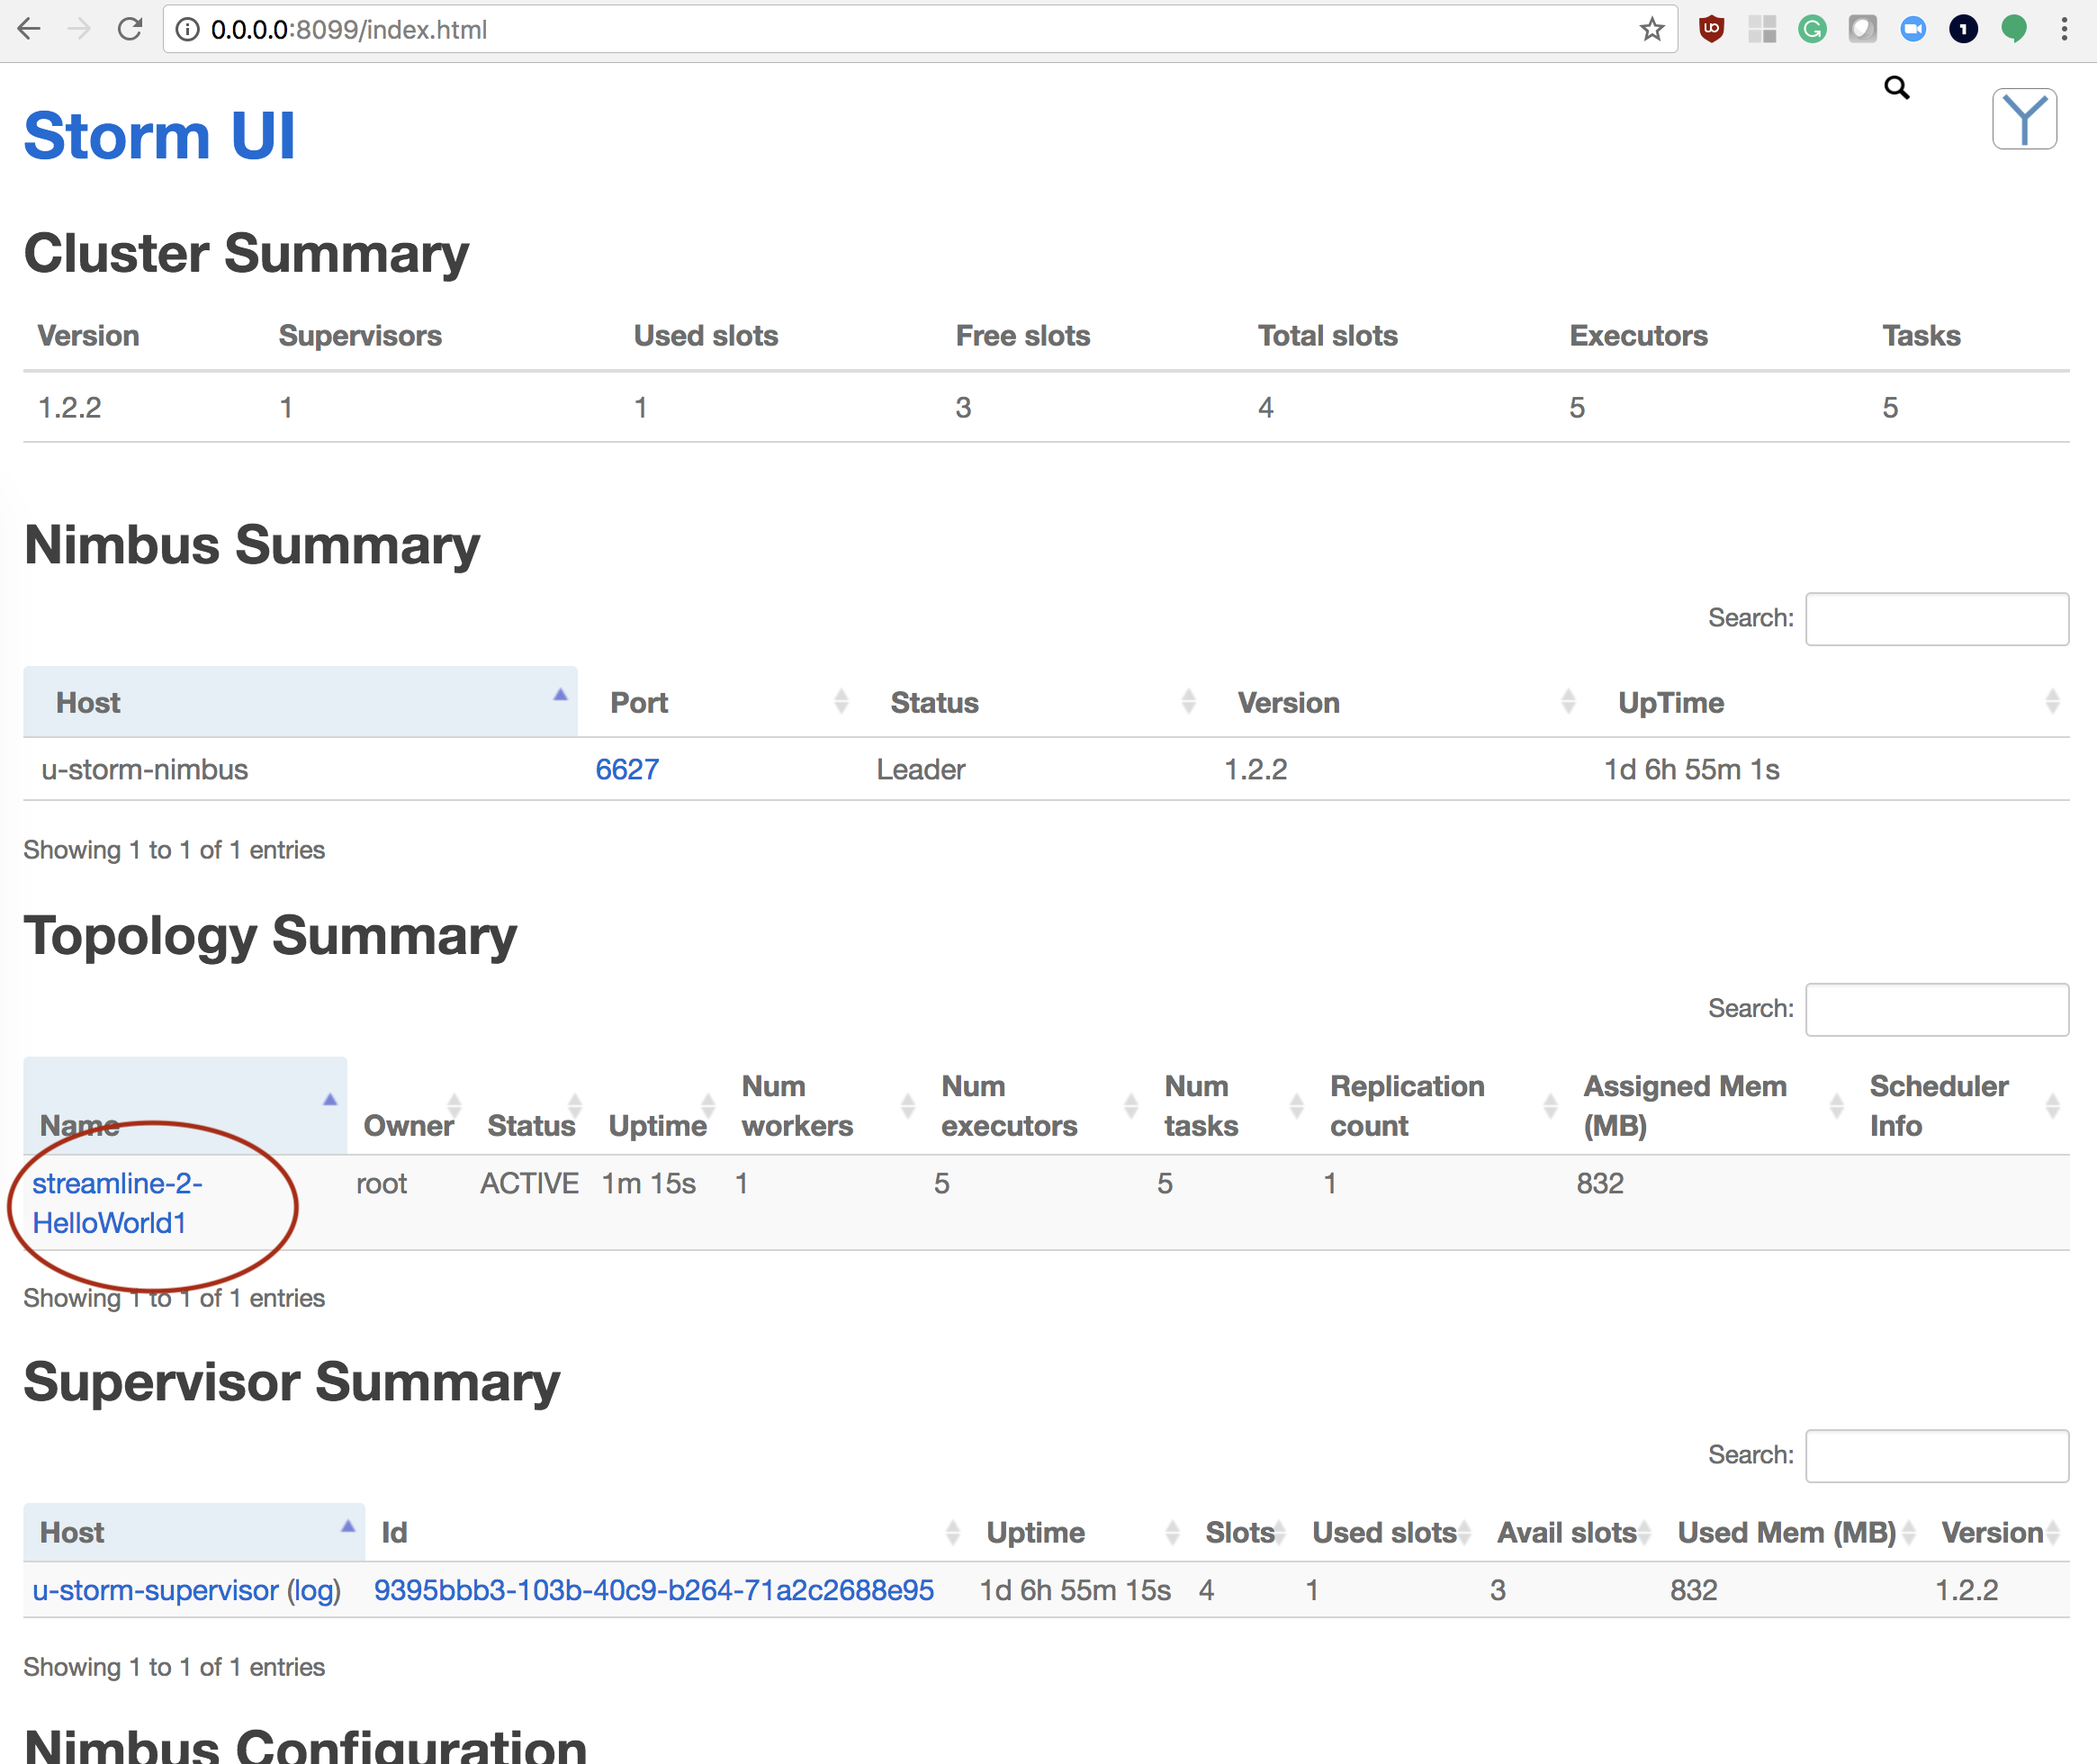 0.0.0.0:8099/index.html
Storm UI
Cluster Summary
Version Supervisors Used slots Free slots Total slots Executors Tasks
1.2.2 1 1 3 4 5 5
Nimbus Summary
Search:
Host Port Status Version UpTime
u-storm-nimbus 6627 Leader 1.2.2 1d 6h 55m 1s
Showing 1 to 1 of 1 entries
Topology Summary
Search:
Name Owner Status Uptime Num workers Num executors Num tasks Replication count Assigned Mem (MB) Scheduler Info
streamline-2- root ACTIVE 1m 15s 1 5 5 1 832
HelloWorld1
Showing 1 to 1 of 1 entries
Supervisor Summary
Search:
Host Id Uptime Slots Used slots Avail slots Used Mem (MB) Version
u-storm-supervisor (log) 9395bbb3-103b-40c9-b264-71a2c2688e95 1d 6h 55m 15s 4 1 3 832 1.2.2
Showing 1 to 1 of 1 entries
Nimbus Configuration